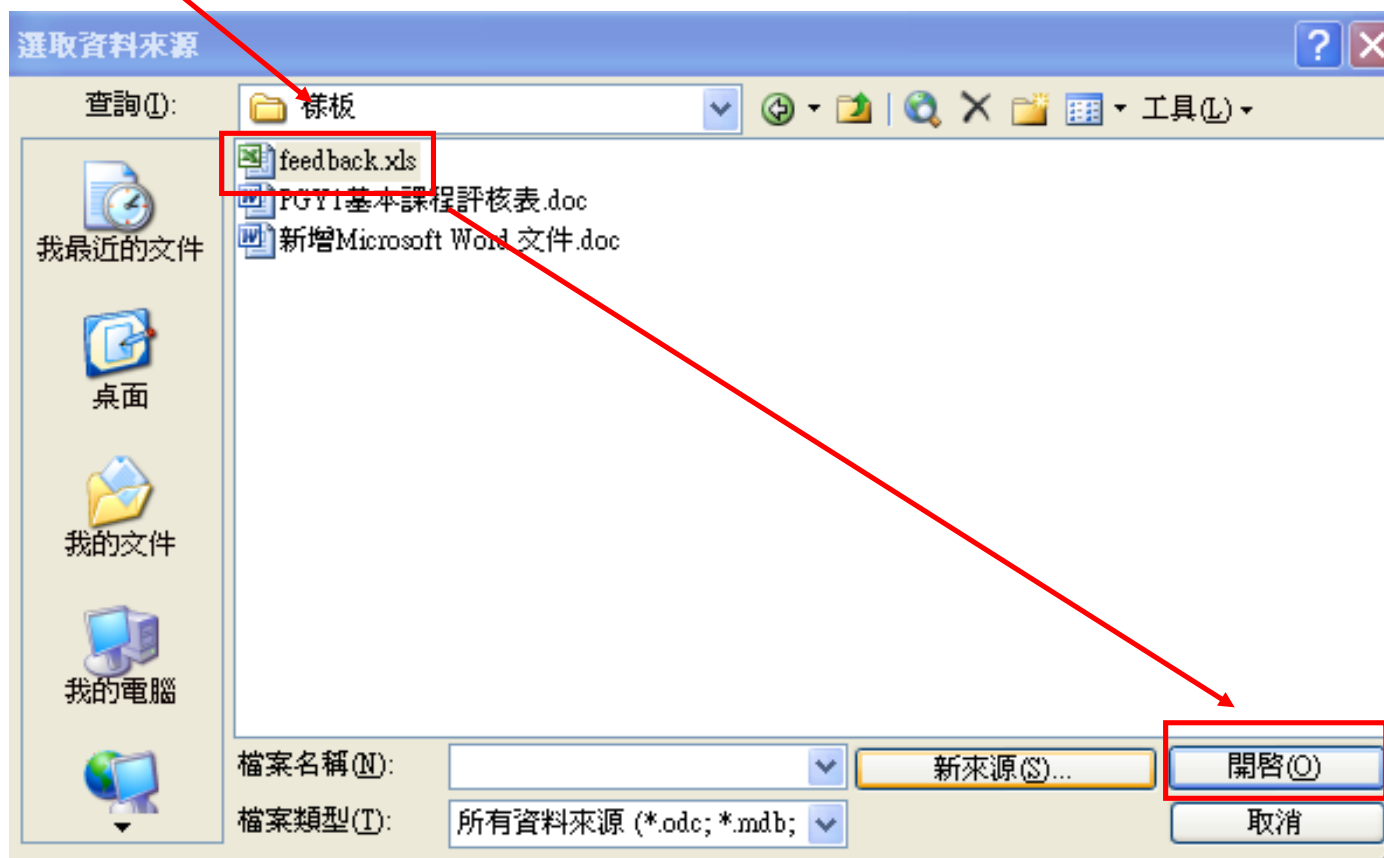 選取資料來源
查詢(I):
樣板
工具(L)
feedback.xls
PGY1基本課程評核表.doc
新增Microsoft Word 文件.doc
我最近的文件
桌面
我的文件
我的電腦
檔案名稱(N):
新來源(S)...
開啓(O)
檔案類型(T):
所有資料來源 (*.odc; *.mdb;
取消